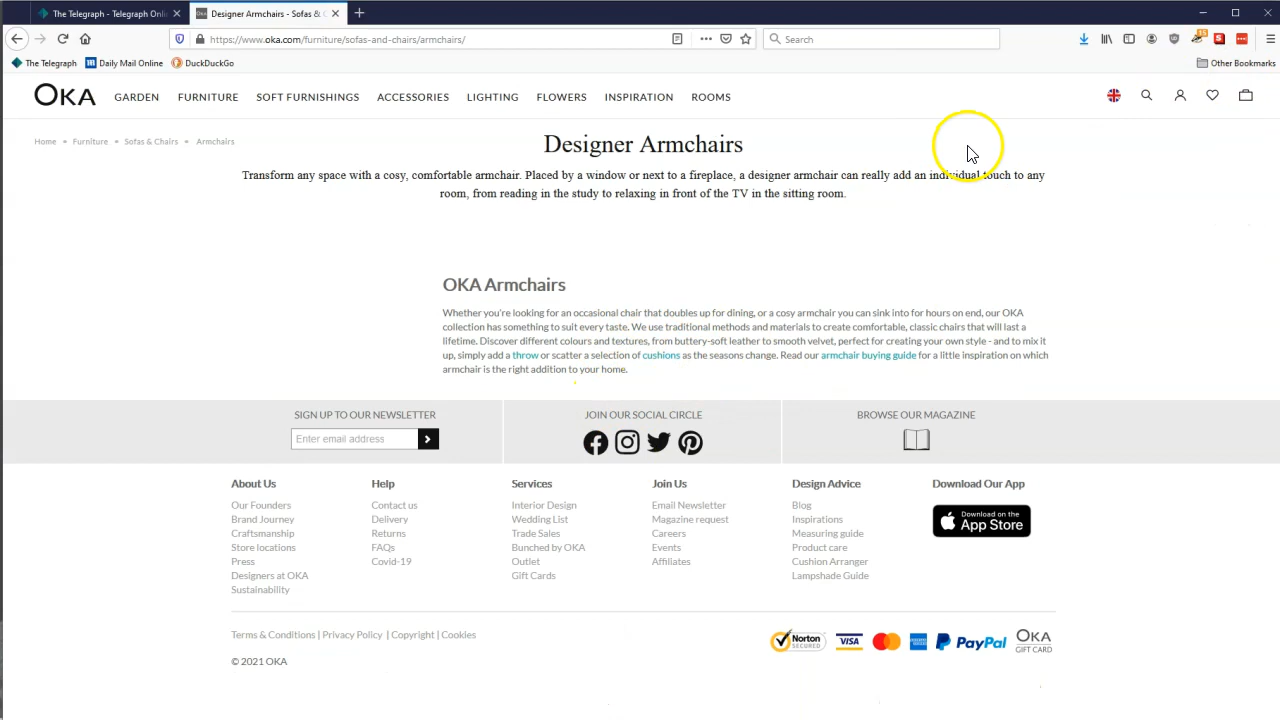 The Telegraph - Telegraph Onli
Designer Armchairs - Sofas & C
https://www.oka.com/furniture/sofas-and-chairs/armchairs/
Search
The Telegraph
Daily Mail Online
DuckDuckGo
Other Bookmarks
OKA
GARDEN
FURNITURE
SOFT FURNISHINGS
ACCESSORIES
LIGHTING
FLOWERS
INSPIRATION
ROOMS
Home
Furniture
Sofas & Chairs
Armchairs
Designer Armchairs
Transform any space with a cosy, comfortable armchair. Placed by a window or next to a fireplace, a designer armchair can really add an individual touch to any
room, from reading in the study to relaxing in front of the TV in the sitting room.
OKA Armchairs
Whether you're looking for an occasional chair that doubles up for dining, or a cosy armchair you can sink into for hours on end, our OKA
collection has something to suit every taste. We use traditional methods and materials to create comfortable, classic chairs that will last a
lifetime. Discover different colours and textures, from buttery-soft leather to smooth velvet, perfect for creating your own style - and to mix it
up, simply add a throw or scatter a selection of cushions as the seasons change. Read our armchair buying guide for a little inspiration on which
armchair is the right addition to your home.
SIGN UP TO OUR NEWSLETTER
Enter email address
JOIN OUR SOCIAL CIRCLE
BROWSE OUR MAGAZINE
About Us
Our Founders
Brand Journey
Craftsmanship
Store locations
Press
Designers at OKA
Sustainability
Help
Contact us
Delivery
Returns
FAQs
Covid-19
Services
Interior Design
Wedding List
Trade Sales
Bunched by OKA
Outlet
Gift Cards
Join Us
Email Newsletter
Magazine request
Careers
Events
Affiliates
Design Advice
Blog
Inspirations
Measuring guide
Product care
Cushion Arranger
Lampshade Guide
Download Our App
Download on the
App Store
Terms & Conditions | Privacy Policy | Copyright | Cookies
Norton
SECURED
VISA
PayPal
OKA
GIFT CARD
© 2021 OKA